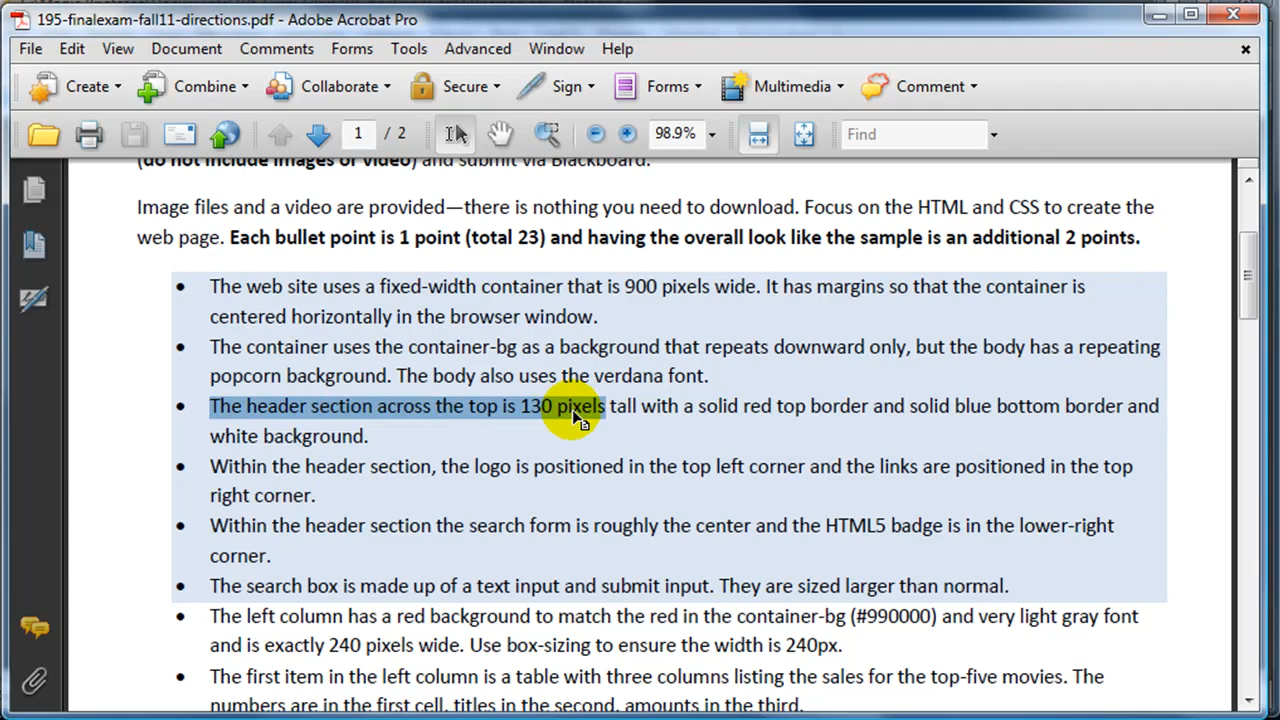 195-finalexam-fall11-directions.pdf - Adobe Acrobat Pro
File Edit View Document Comments Forms Tools Advanced Window Help
Create Combine Collaborate Secure Sign Forms Multimedia Comment
1 / 2 98.9% Find
(do not include images or video) and submit via Blackboard.
Image files and a video are provided—there is nothing you need to download. Focus on the HTML and CSS to create the
web page. Each bullet point is 1 point (total 23) and having the overall look like the sample is an additional 2 points.
• The web site uses a fixed-width container that is 900 pixels wide. It has margins so that the container is
centered horizontally in the browser window.
• The container uses the container-bg as a background that repeats downward only, but the body has a repeating
popcorn background. The body also uses the verdana font.
• The header section across the top is 130 pixels tall with a solid red top border and solid blue bottom border and
white background.
• Within the header section, the logo is positioned in the top left corner and the links are positioned in the top
right corner.
• Within the header section the search form is roughly the center and the HTML5 badge is in the lower-right
corner.
• The search box is made up of a text input and submit input. They are sized larger than normal.
• The left column has a red background to match the red in the container-bg (#990000) and very light gray font
and is exactly 240 pixels wide. Use box-sizing to ensure the width is 240px.
• The first item in the left column is a table with three columns listing the sales for the top-five movies. The
numbers are in the first cell, titles in the second, amounts in the third.